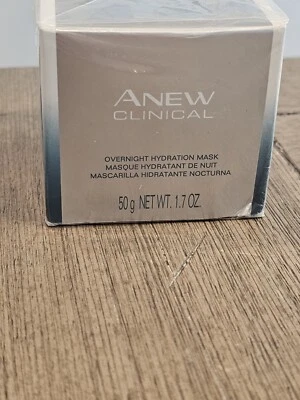 ANEW
CLINICAL
OVERNIGHT HYDRATION MASK
MASQUE HYDRATANT DE NUIT
MASCARILLA HIDRATANTE NOCTURNA
50 g NET WT. 1.7 OZ.